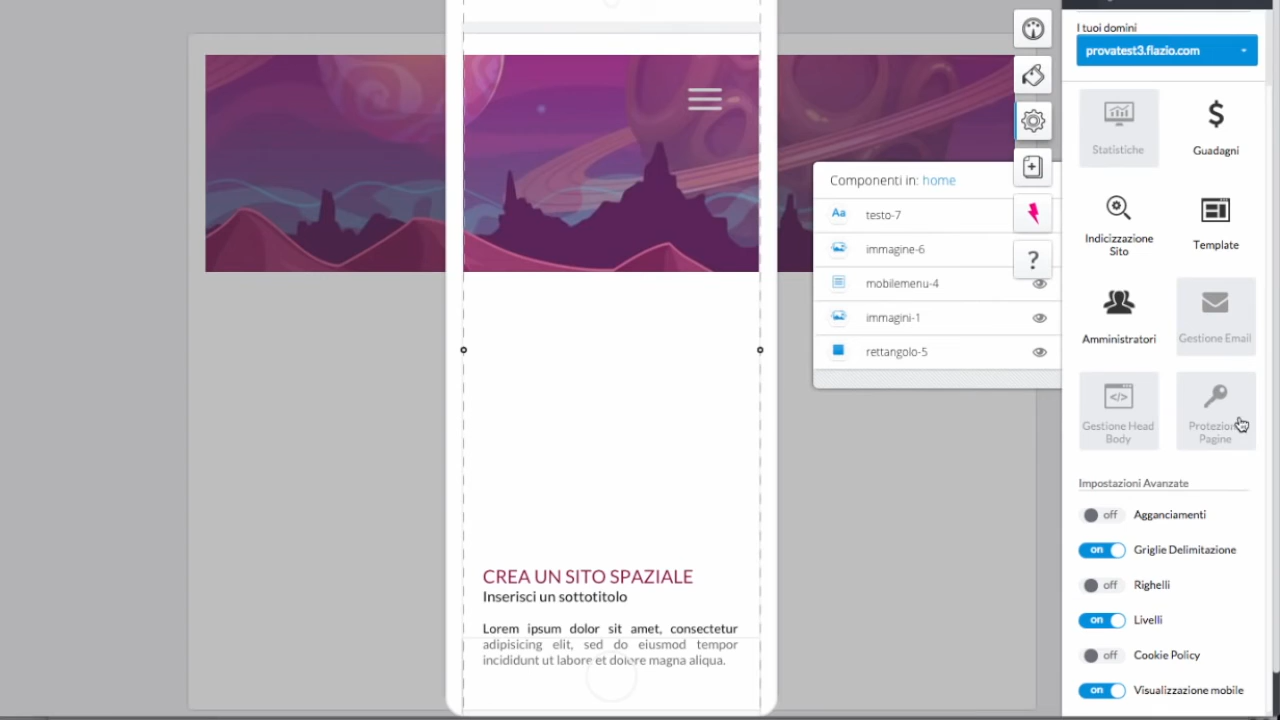 I tuoi domini
provatest3.flazio.com
Statistiche
Guadagni
Indicizzazione
Sito
Template
Amministratori
Gestione Email
Gestione Head
Body
Protezion
Pagine
Impostazioni Avanzate
off Agganciamenti
on Griglie Delimitazione
off Righelli
on Livelli
off Cookie Policy
on Visualizzazione mobile
Componenti in: home
Aa testo-7
immagine-6
mobilemenu-4
immagini-1
rettangolo-5
?
CREA UN SITO SPAZIALE
Inserisci un sottotitolo
Lorem ipsum dolor sit amet, consectetur
adipisicing elit, sed do eiusmod tempor
incididunt ut labore et dolore magna aliqua.